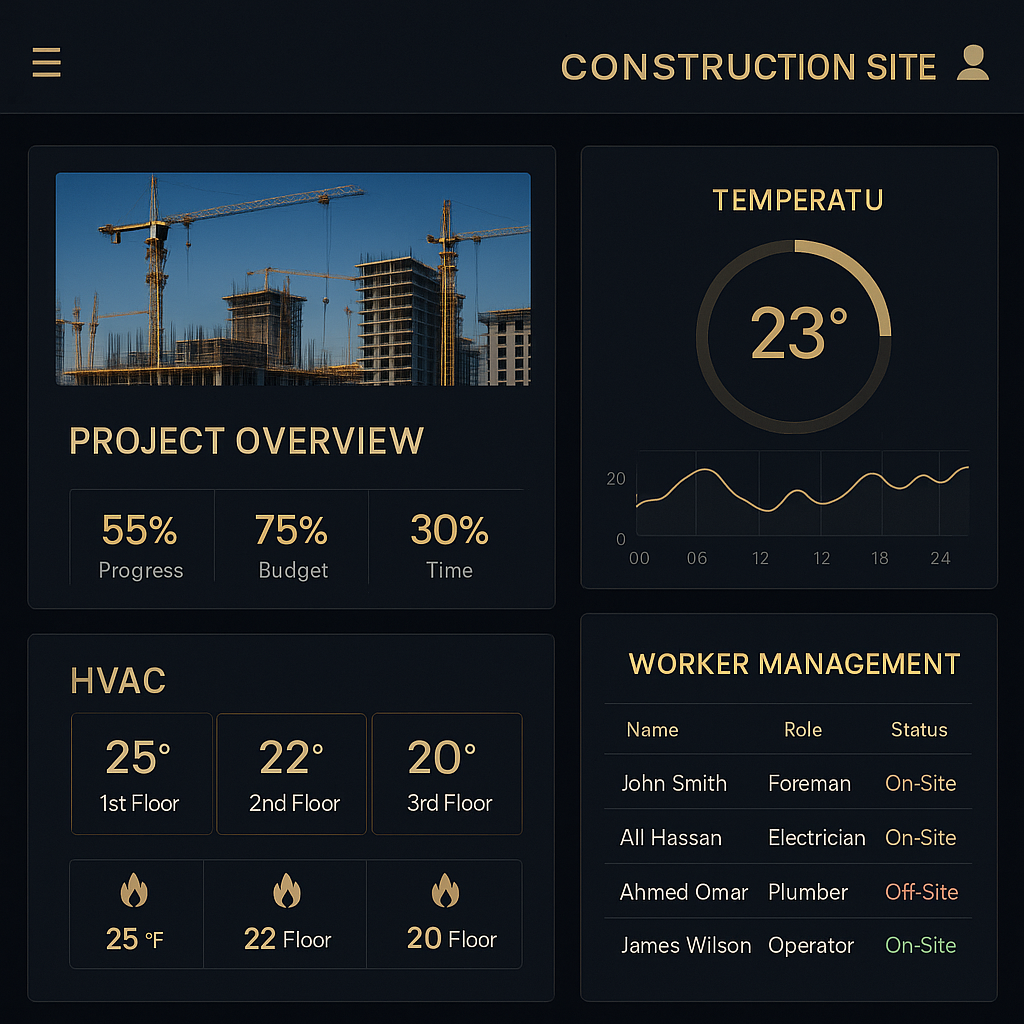 CONSTRUCTION SITE
PROJECT OVERVIEW
55% 75% 30%
Progress Budget Time
TEMPERATU
23°
20
0
00 06 12 12 18 24
HVAC
25° 22° 20°
1st Floor 2nd Floor 3rd Floor
25 °F 22 Floor 20 Floor
WORKER MANAGEMENT
Name Role Status
John Smith Foreman On-Site
All Hassan Electrician On-Site
Ahmed Omar Plumber Off-Site
James Wilson Operator On-Site